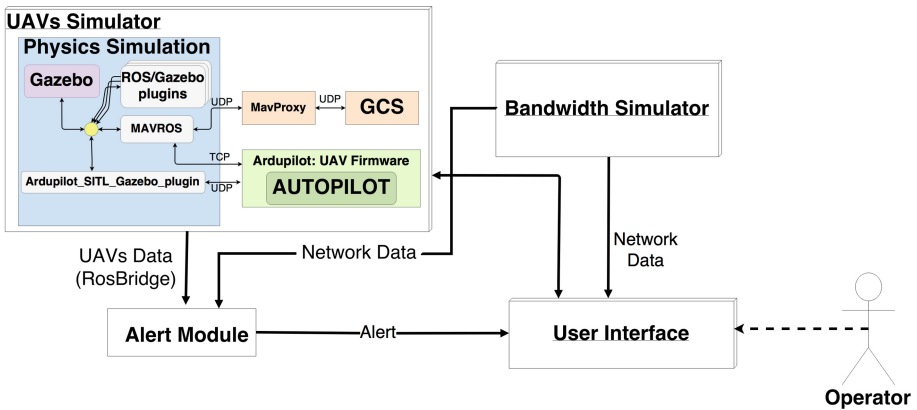 UAVs Simulator
Physics Simulation
Gazebo
ROS/Gazebo
plugins
UDP
MavProxy
UDP
GCS
MAVROS
TCP
Ardupilot: UAV Firmware
AUTOPILOT
Ardupilot_SITL_Gazebo_plugin
UDP
Bandwidth Simulator
UAVs Data
(RosBridge)
Network Data
Network
Data
Alert Module
Alert
User Interface
Operator